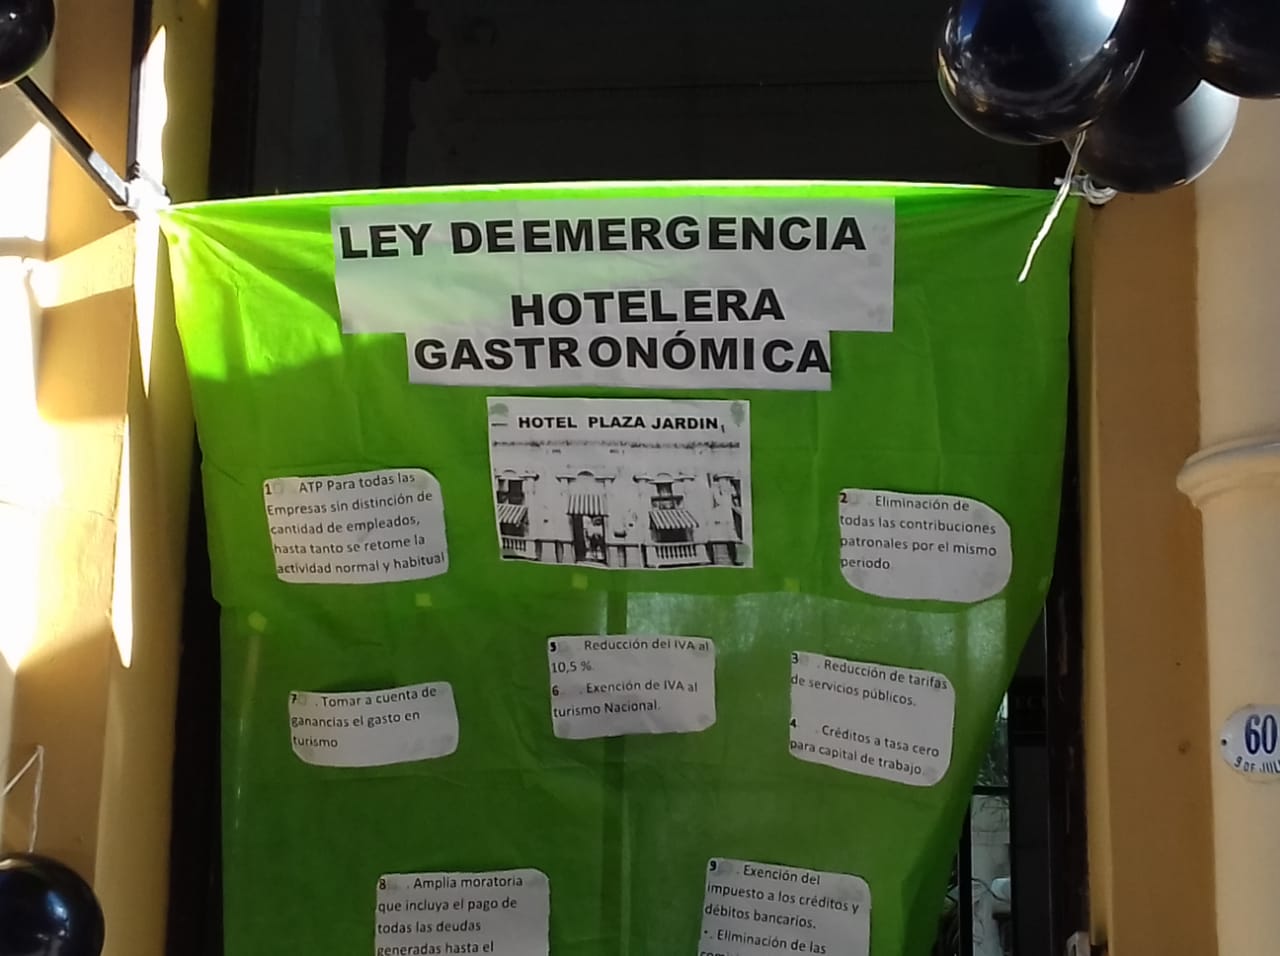 LEY DE EMERGENCIA
HOTELERA
GASTRONÓMICA
HOTEL PLAZA JARDIN
1 ATP Para todas las
Empresas sin distinción de
cantidad de empleados,
hasta tanto se retome la
actividad normal y habitual
2 . Eliminación de
todas las contribuciones
patronales por el mismo
periodo
3 . Reducción de tarifas
de servicios públicos.
4 . Créditos a tasa cero
para capital de trabajo.
5 Reducción del IVA al
10,5 %.
6 . Exención de IVA al
turismo Nacional.
7 . Tomar a cuenta de
ganancias el gasto en
turismo
8 . Amplia moratoria
que incluya el pago de
todas las deudas
generadas hasta el
9 . Exención del
impuesto a los créditos y
débitos bancarios.
. Eliminación de las
60
9 DE JUL